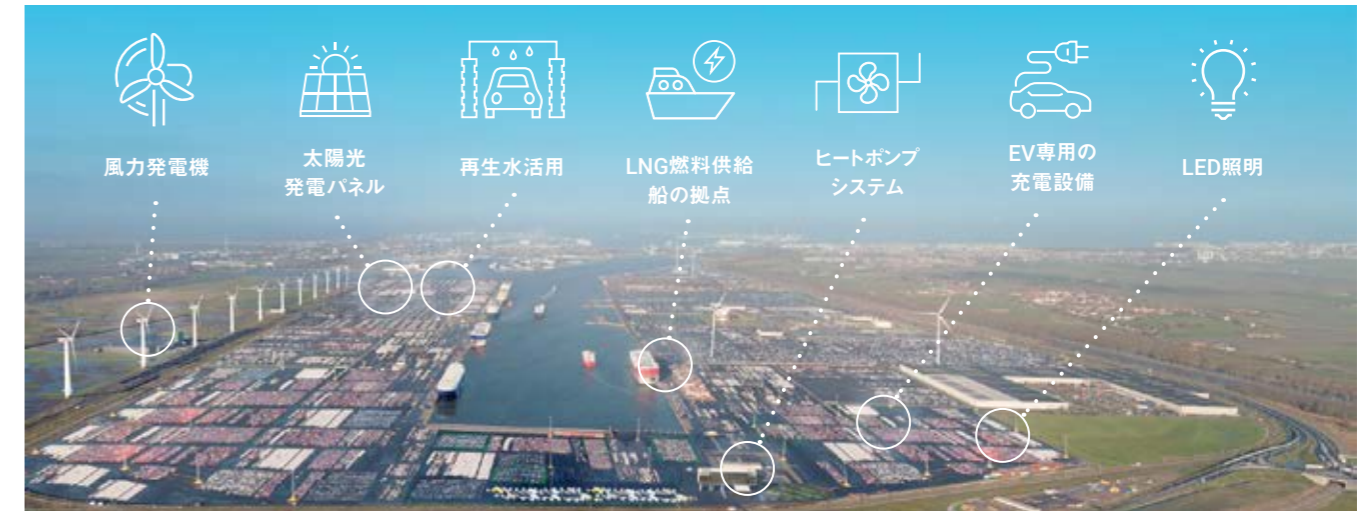 風力発電機
太陽光
発電パネル
再生水活用
LNG燃料供給
船の拠点
ヒートポンプ
システム
EV専用の
充電設備
LED照明